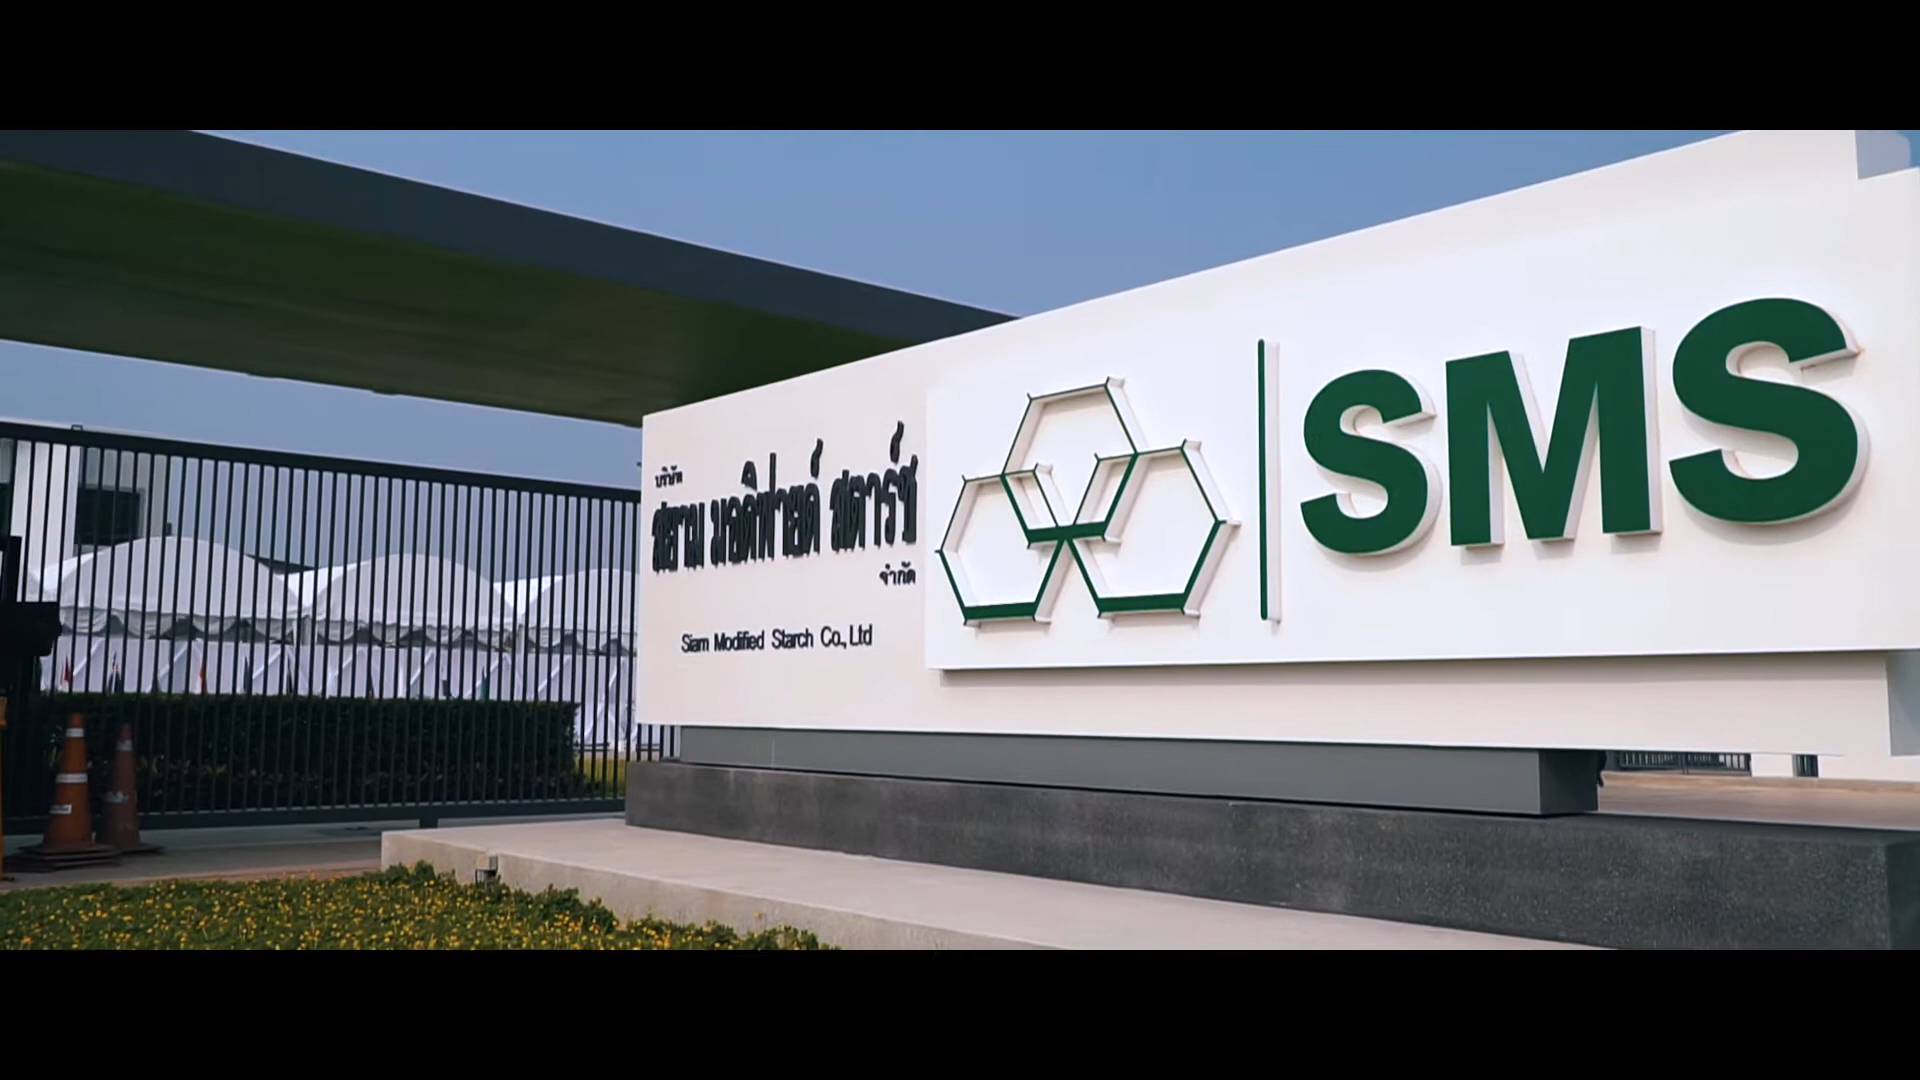 บริษัท
สยาม มอดิฟายด์ สตาร์ช
จำกัด
Siam Modified Starch Co., Ltd
SMS